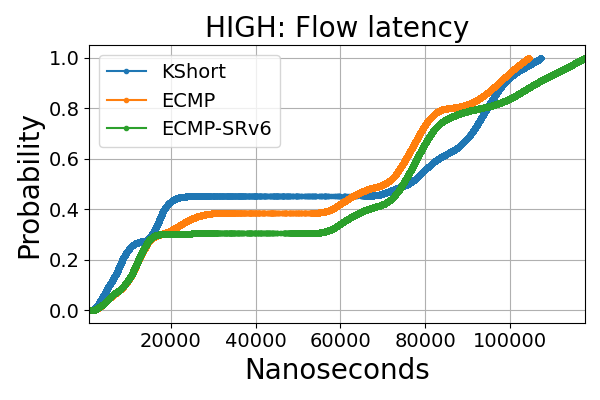 HIGH: Flow latency
KShort
ECMP
ECMP-SRv6
Probability
1.0
0.8
0.6
0.4
0.2
0.0
20000 40000 60000 80000 100000
Nanoseconds